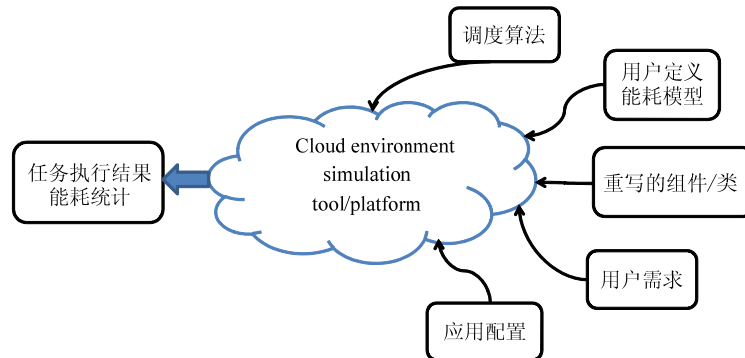 调度算法
用户定义
能耗模型
Cloud environment
simulation
tool/platform
任务执行结果
能耗统计
重写的组件/类
用户需求
应用配置